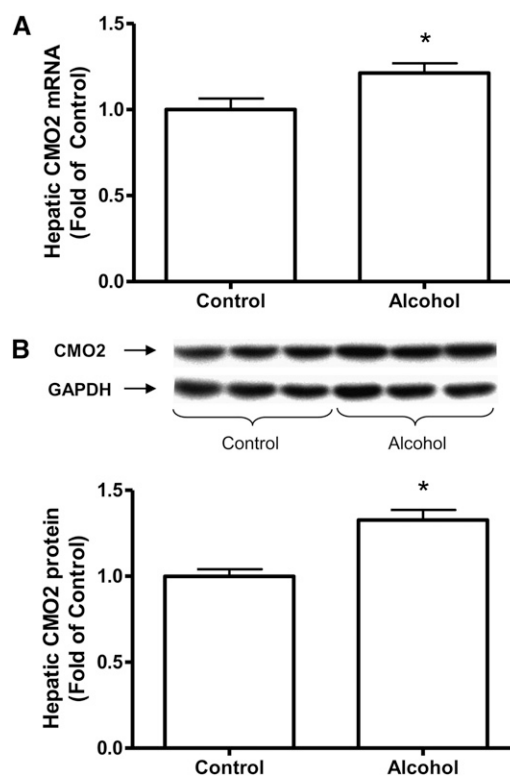 A
Hepatic CMO2 mRNA
(Fold of Control)
1.5
1.0
0.5
0.0
*
Control Alcohol
B
CMO2
GAPDH
Control Alcohol
Hepatic CMO2 protein
(Fold of Control)
1.5
1.0
0.5
0.0
*
Control Alcohol